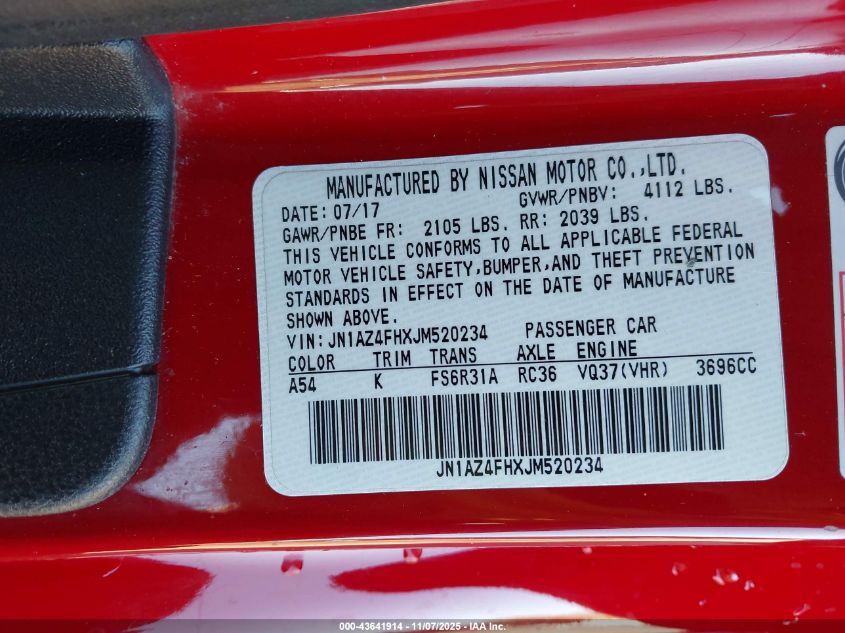 MANUFACTURED BY NISSAN MOTOR CO.,LTD.
DATE: 07/17 GVWR/PNBV: 4112 LBS.
GAWR/PNBE FR: 2105 LBS. RR: 2039 LBS.
THIS VEHICLE CONFORMS TO ALL APPLICABLE FEDERAL
MOTOR VEHICLE SAFETY,BUMPER,AND THEFT PREVENTION
STANDARDS IN EFFECT ON THE DATE OF MANUFACTURE
SHOWN ABOVE.
VIN:JN1AZ4FHXJM520234 PASSENGER CAR
COLOR TRIM TRANS AXLE ENGINE
A54 K FS6R31A RC36 VQ37(VHR) 3696CC
JN1AZ4FHXJM520234
000-43641914 - 11/07/2025 - IAA Inc.